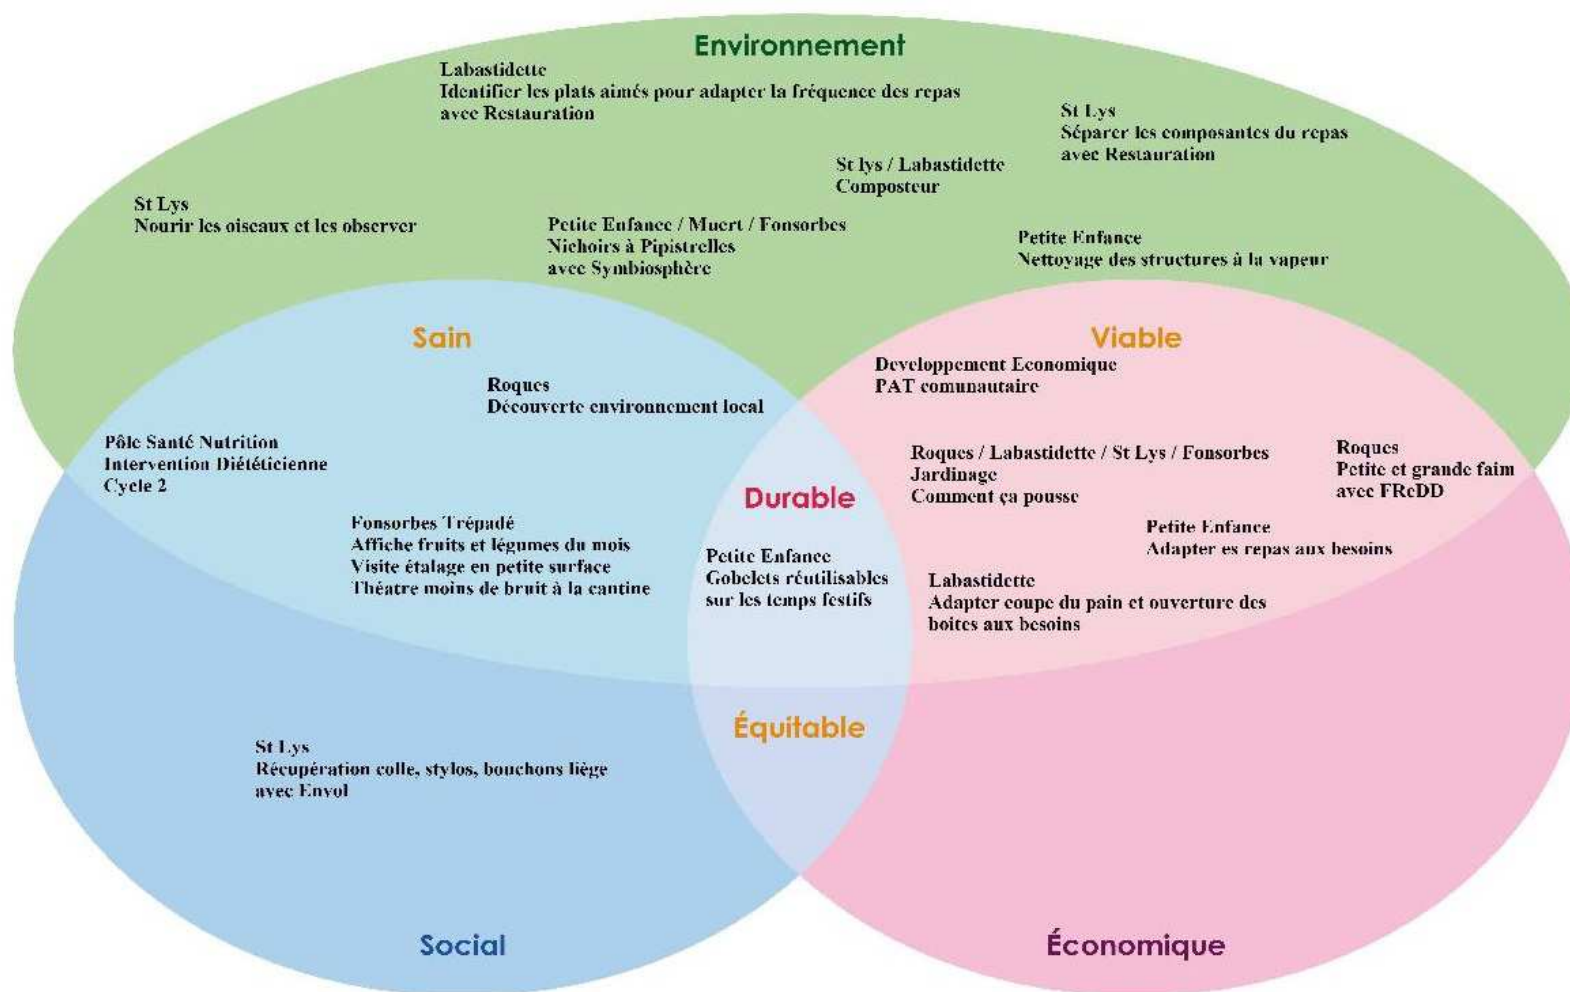 Environnement
Labastidette
Identifier les plats aimés pour adapter la fréquence des repas
avec Restauration
St Lys
Séparer les composantes du repas
avec Restauration
St lys / Labastidette
Composteur
St Lys
Nourir les oiseaux et les observer
Petite Enfance / Muert / Fonsorbes
Nichoirs à Pipistrelles
avec Symbiosphère
Petite Enfance
Nettoyage des structures à la vapeur
Sain
Roques
Découverte environnement local
Pôle Santé Nutrition
Intervention Diététicienne
Cycle 2
Fonsorbes Trépadé
Affiche fruits et légumes du mois
Visite étalage en petite surface
Théatre moins de bruit à la cantine
Viable
Developpement Economique
PAT comunautaire
Roques / Labastidette / St Lys / Fonsorbes
Jardinage
Comment ça pousse
Roques
Petite et grande faim
avec FReDD
Petite Enfance
Adapter es repas aux besoins
Labastidette
Adapter coupe du pain et ouverture des
boites aux besoins
Durable
Petite Enfance
Gobelets réutilisables
sur les temps festifs
Équitable
St Lys
Récupération colle, stylos, bouchons liège
avec Envol
Social
Économique